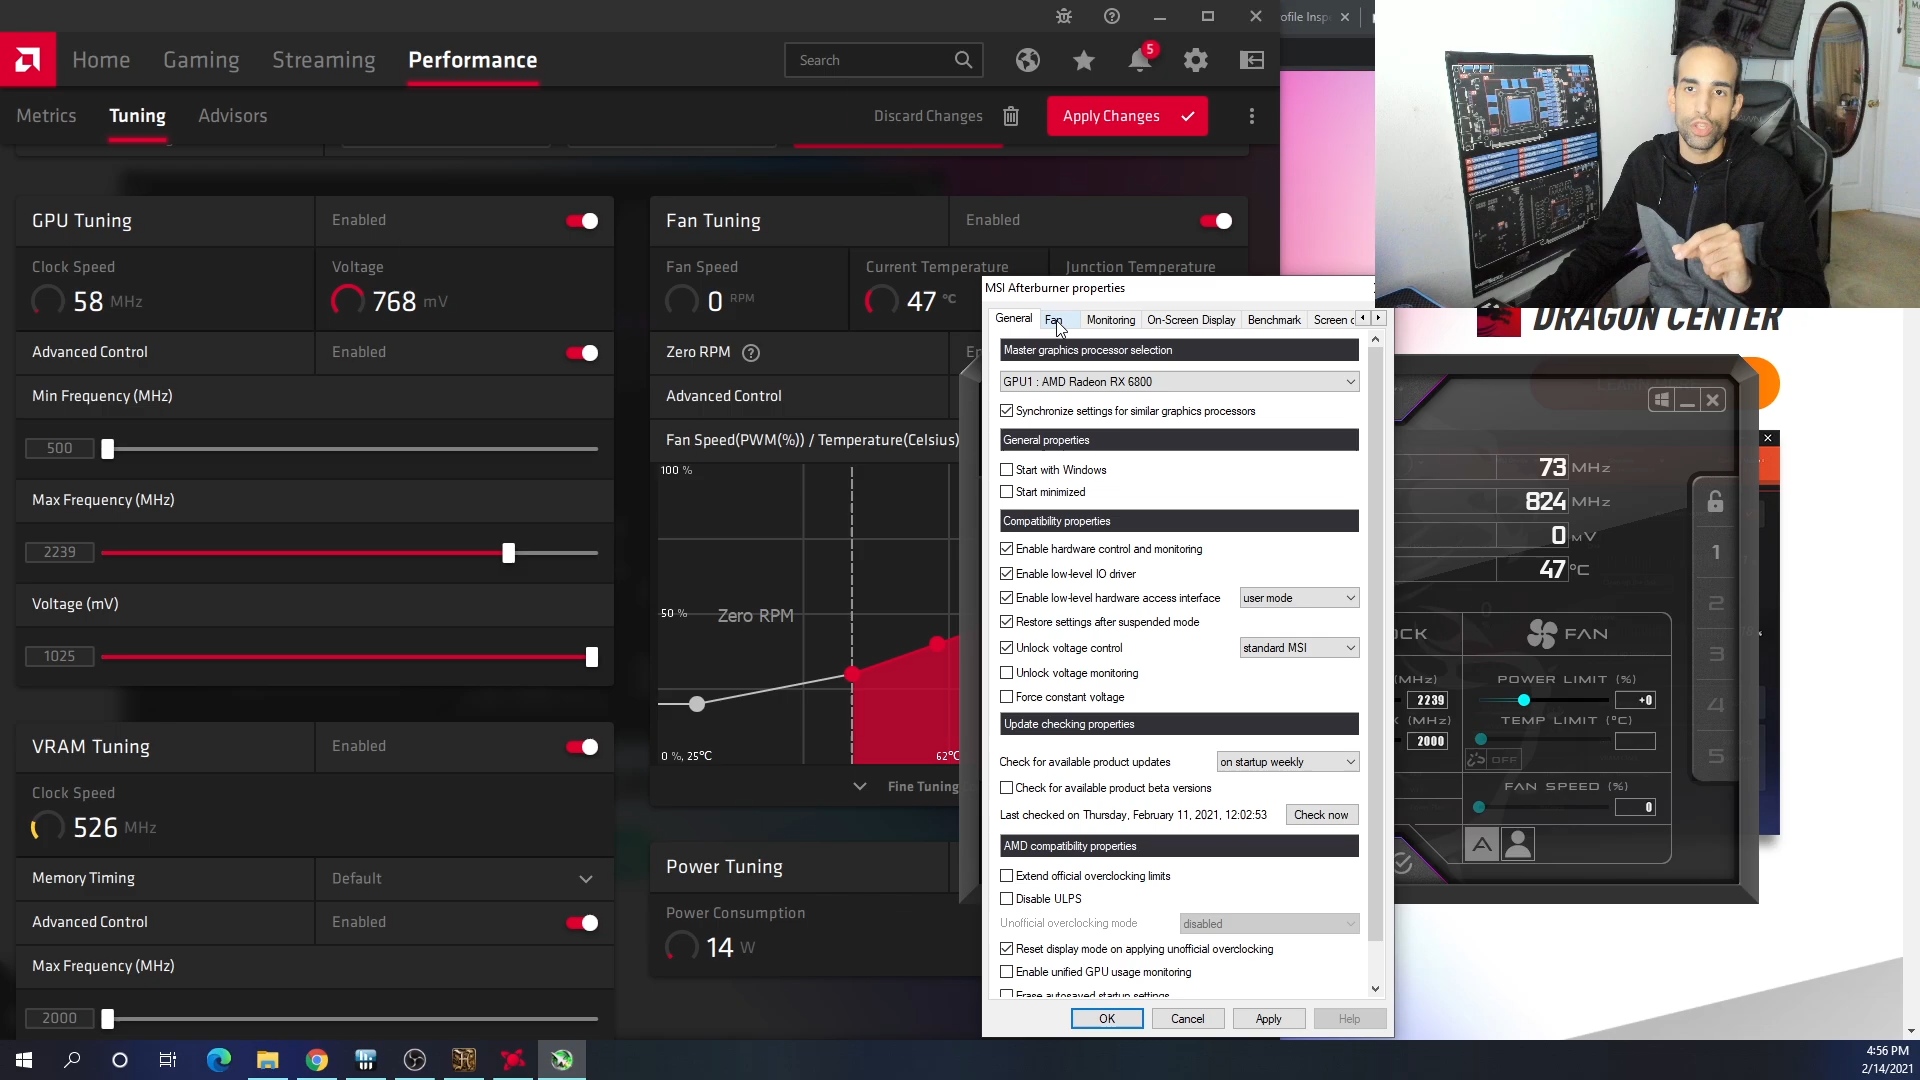 ofile Insp
Home
Gaming
Streaming
Performance
Search
5
Metrics
Tuning
Advisors
Discard Changes
Apply Changes
GPU Tuning
Enabled
Clock Speed
58 MHz
Voltage
768 mV
Advanced Control
Enabled
Min Frequency (MHz)
500
Max Frequency (MHz)
2239
Voltage (mV)
1025
VRAM Tuning
Enabled
Clock Speed
526 MHz
Memory Timing
Default
Advanced Control
Enabled
Max Frequency (MHz)
2000
Fan Tuning
Enabled
Fan Speed
0 RPM
Current Temperature
47 °C
Junction Temperature
Zero RPM
En
Advanced Control
Fan Speed(PWM(%)) / Temperature(Celsius)
100 %
50 %
Zero RPM
0 %, 25°C
62°C
Fine Tuning
Power Tuning
Power Consumption
14 W
MSI Afterburner properties
General
Fan
Monitoring
On-Screen Display
Benchmark
Screen c
Master graphics processor selection
GPU1 : AMD Radeon RX 6800
Synchronize settings for similar graphics processors
General properties
Start with Windows
Start minimized
Compatibility properties
Enable hardware control and monitoring
Enable low-level IO driver
Enable low-level hardware access interface
user mode
Restore settings after suspended mode
Unlock voltage control
standard MSI
Unlock voltage monitoring
Force constant voltage
Update checking properties
Check for available product updates
on startup weekly
Check for available product beta versions
Last checked on Thursday, February 11, 2021, 12:02:53
Check now
AMD compatibility properties
Extend official overclocking limits
Disable ULPS
Unofficial overclocking mode
disabled
Reset display mode on applying unofficial overclocking
Enable unified GPU usage monitoring
Erase autosaved startup settings
OK
Cancel
Apply
Help
DRAGON CENTER
73 MHz
824 MHz
0 MV
47 °C
OCK
FAN
(MHz)
2239
POWER LIMIT (%)
+0
(MHz)
2000
TEMP LIMIT (°C)
OFF
FAN SPEED (%)
0
A
1
2
3
4
5
4:56 PM
2/14/2021